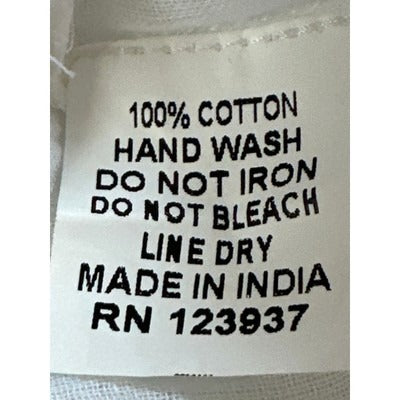 100% COTTON
HAND WASH
DO NOT IRON
DO NOT BLEACH
LINE DRY
MADE IN INDIA
RN 123937